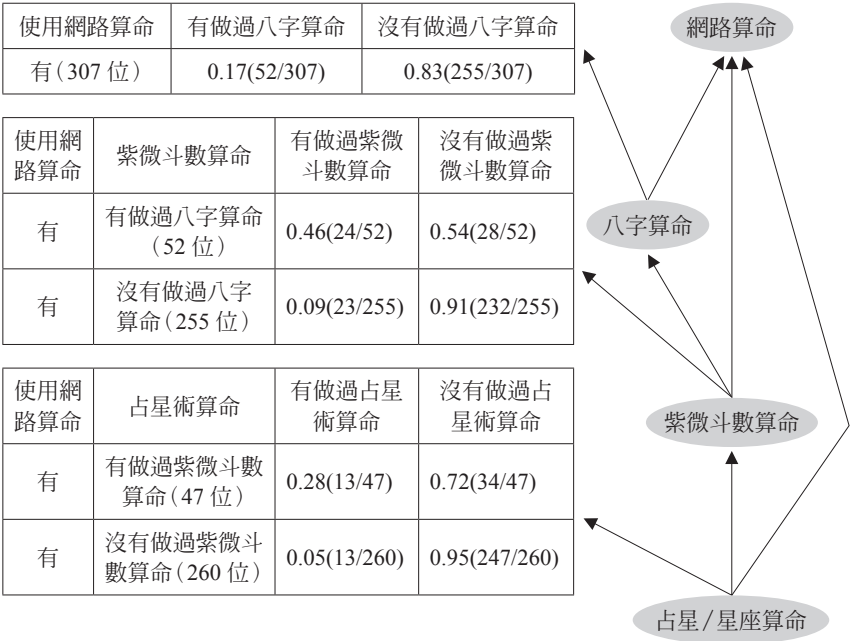 使用網路算命 有做過八字算命 沒有做過八字算命
有(307 位) 0.17(52/307) 0.83(255/307)
使用網
路算命
紫微斗數算命
有做過紫微
斗數算命
沒有做過紫
微斗數算命
有
有做過八字算命
(52 位)
0.46(24/52) 0.54(28/52)
有
沒有做過八字
算命(255 位)
0.09(23/255) 0.91(232/255)
使用網
路算命
占星術算命
有做過占星
術算命
沒有做過占
星術算命
有
有做過紫微斗數
算命(47 位)
0.28(13/47) 0.72(34/47)
有
沒有做過紫微斗
數算命(260 位)
0.05(13/260) 0.95(247/260)
網路算命
八字算命
紫微斗數算命
占星/星座算命